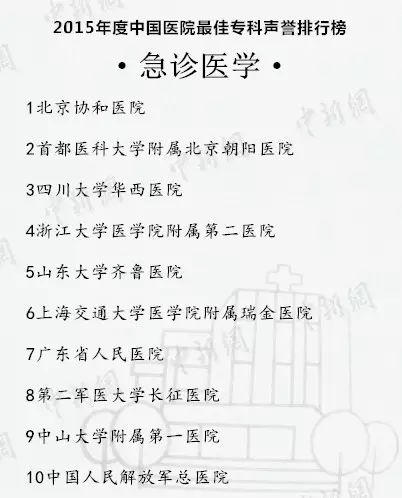 2015年度中国医院最佳专科声誉排行榜
·急诊医学·
1北京协和医院
2首都医科大学附属北京朝阳医院
3四川大学华西医院
4浙江大学医学院附属第二医院
5山东大学齐鲁医院
6上海交通大学医学院附属瑞金医院
7广东省人民医院
8第二军医大学长征医院
9中山大学附属第一医院
10中国人民解放军总医院
中新網